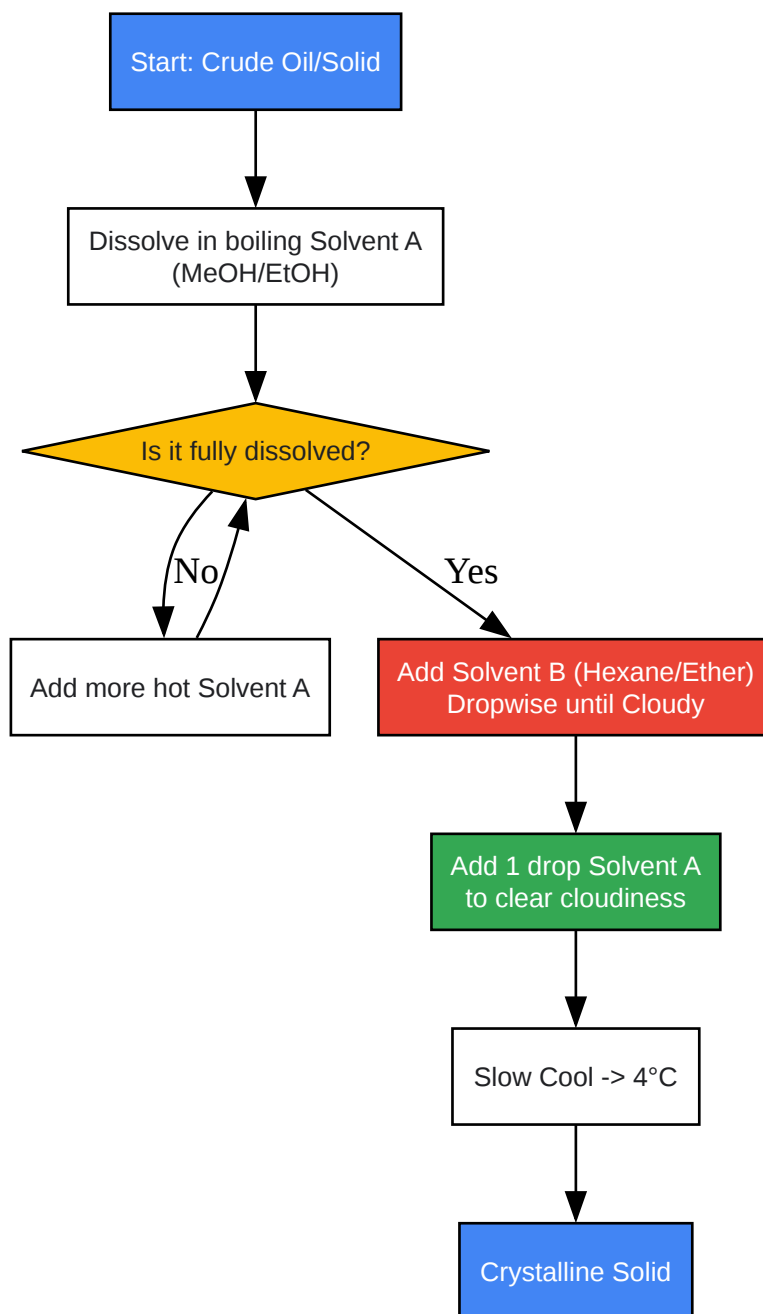 Start: Crude Oil/Solid
Dissolve in boiling Solvent A
(MeOH/EtOH)
Is it fully dissolved?
No
Yes
Add more hot Solvent A
Add Solvent B (Hexane/Ether)
Dropwise until Cloudy
Add 1 drop Solvent A
to clear cloudiness
Slow Cool -> 4°C
Crystalline Solid